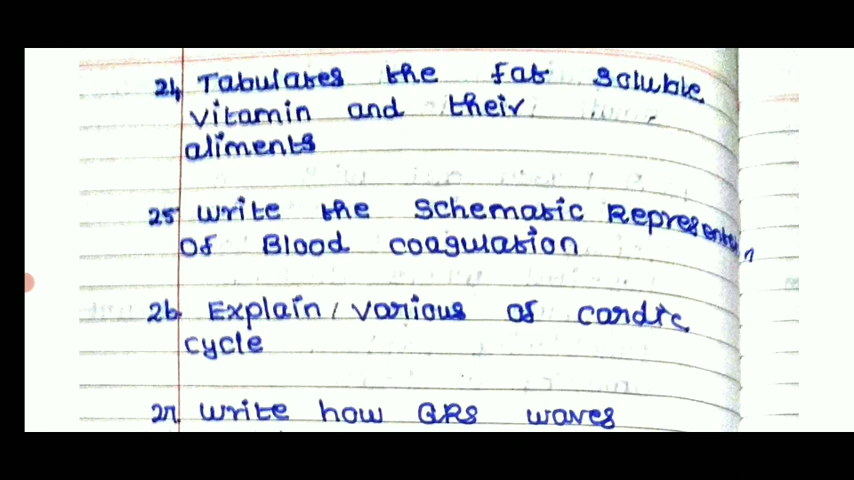 24 Tabulates the fat soluble
vitamin and their
aliments
25 Write the Schematic Representn
of Blood coagulation
26 Explain / various of cardic
cycle
27 Write how QRS waves